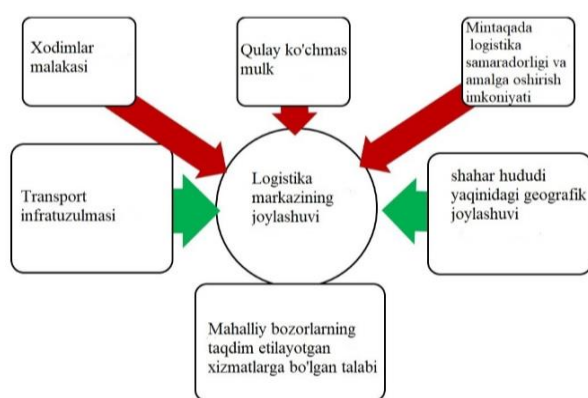 Xodimlar
malakasi
Qulay ko'chmas
mulk
Mintaqada
logistika
samaradorligi va
amalga oshirish
imkoniyati
Transport
infratuzulmasi
Logistika
markazining
joylashuvi
shahar hududi
yaqinidagi geografik
joylashuvi
Mahalliy bozorlarning
taqdim etilayotgan
xizmatlarga bo'lgan talabi